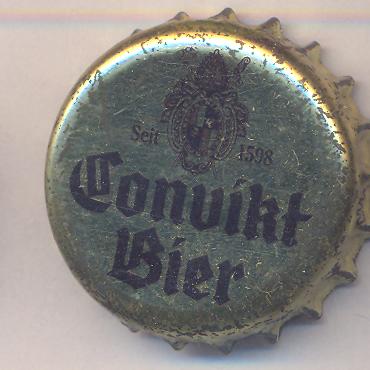 Seit 1598
Convikt
Bier